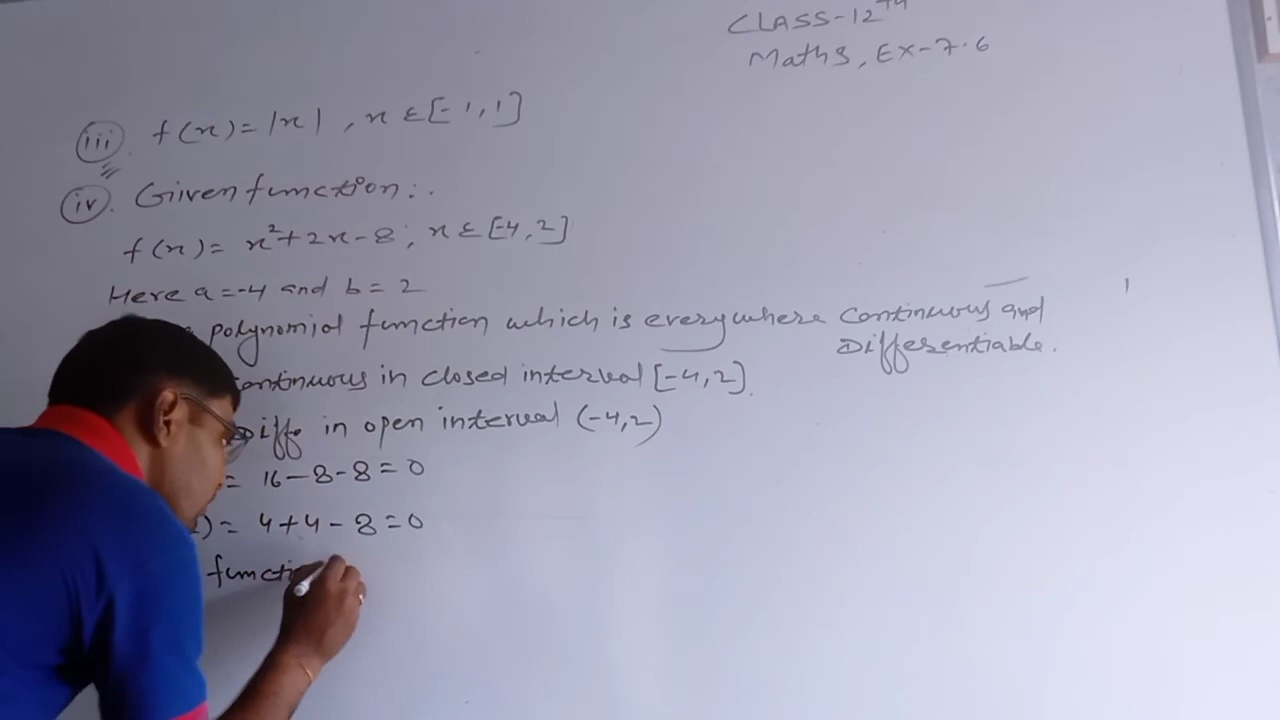 CLASS-12TH
Maths, EX-7.6
iii. f(x)=|x|, x ε [-1,1]
iv. Given function:.
f(x)= x²+2x-8; x ε [-4,2]
Here a=-4 and b=2
polynomial function which is everywhere continuous and
Differentiable.
continuous in closed interval [-4,2].
Diff in open interval (-4,2)
= 16-8-8=0
)= 4+4-8=0
functi